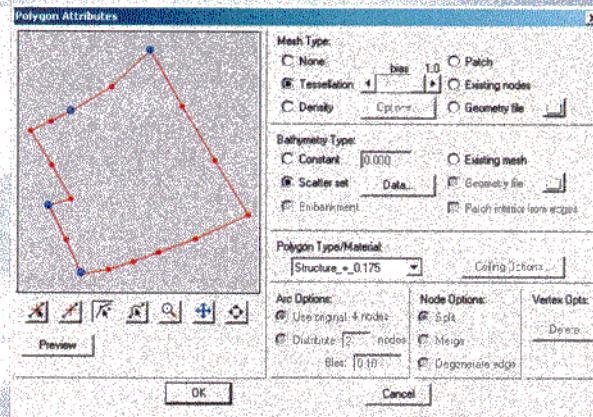 Polygon Attributes
Mesh Type:
None
bias 1.0
Patch
Tessellation
Existing nodes
Density
Options...
Geometry file
Bathymetry Type:
Constant
0.000
Existing mesh
Scatter set
Data...
Geometry file
Embankment
Patch interior from edges
Polygon Type/Material:
Structure_+_0.175
Ceiling Options...
Arc Options:
Use original 4 nodes
Distribute 2 nodes
Bias:
Node Options:
Split
Merge
Degenerate edge
Vertex Opts:
Delete
Preview
OK
Cancel